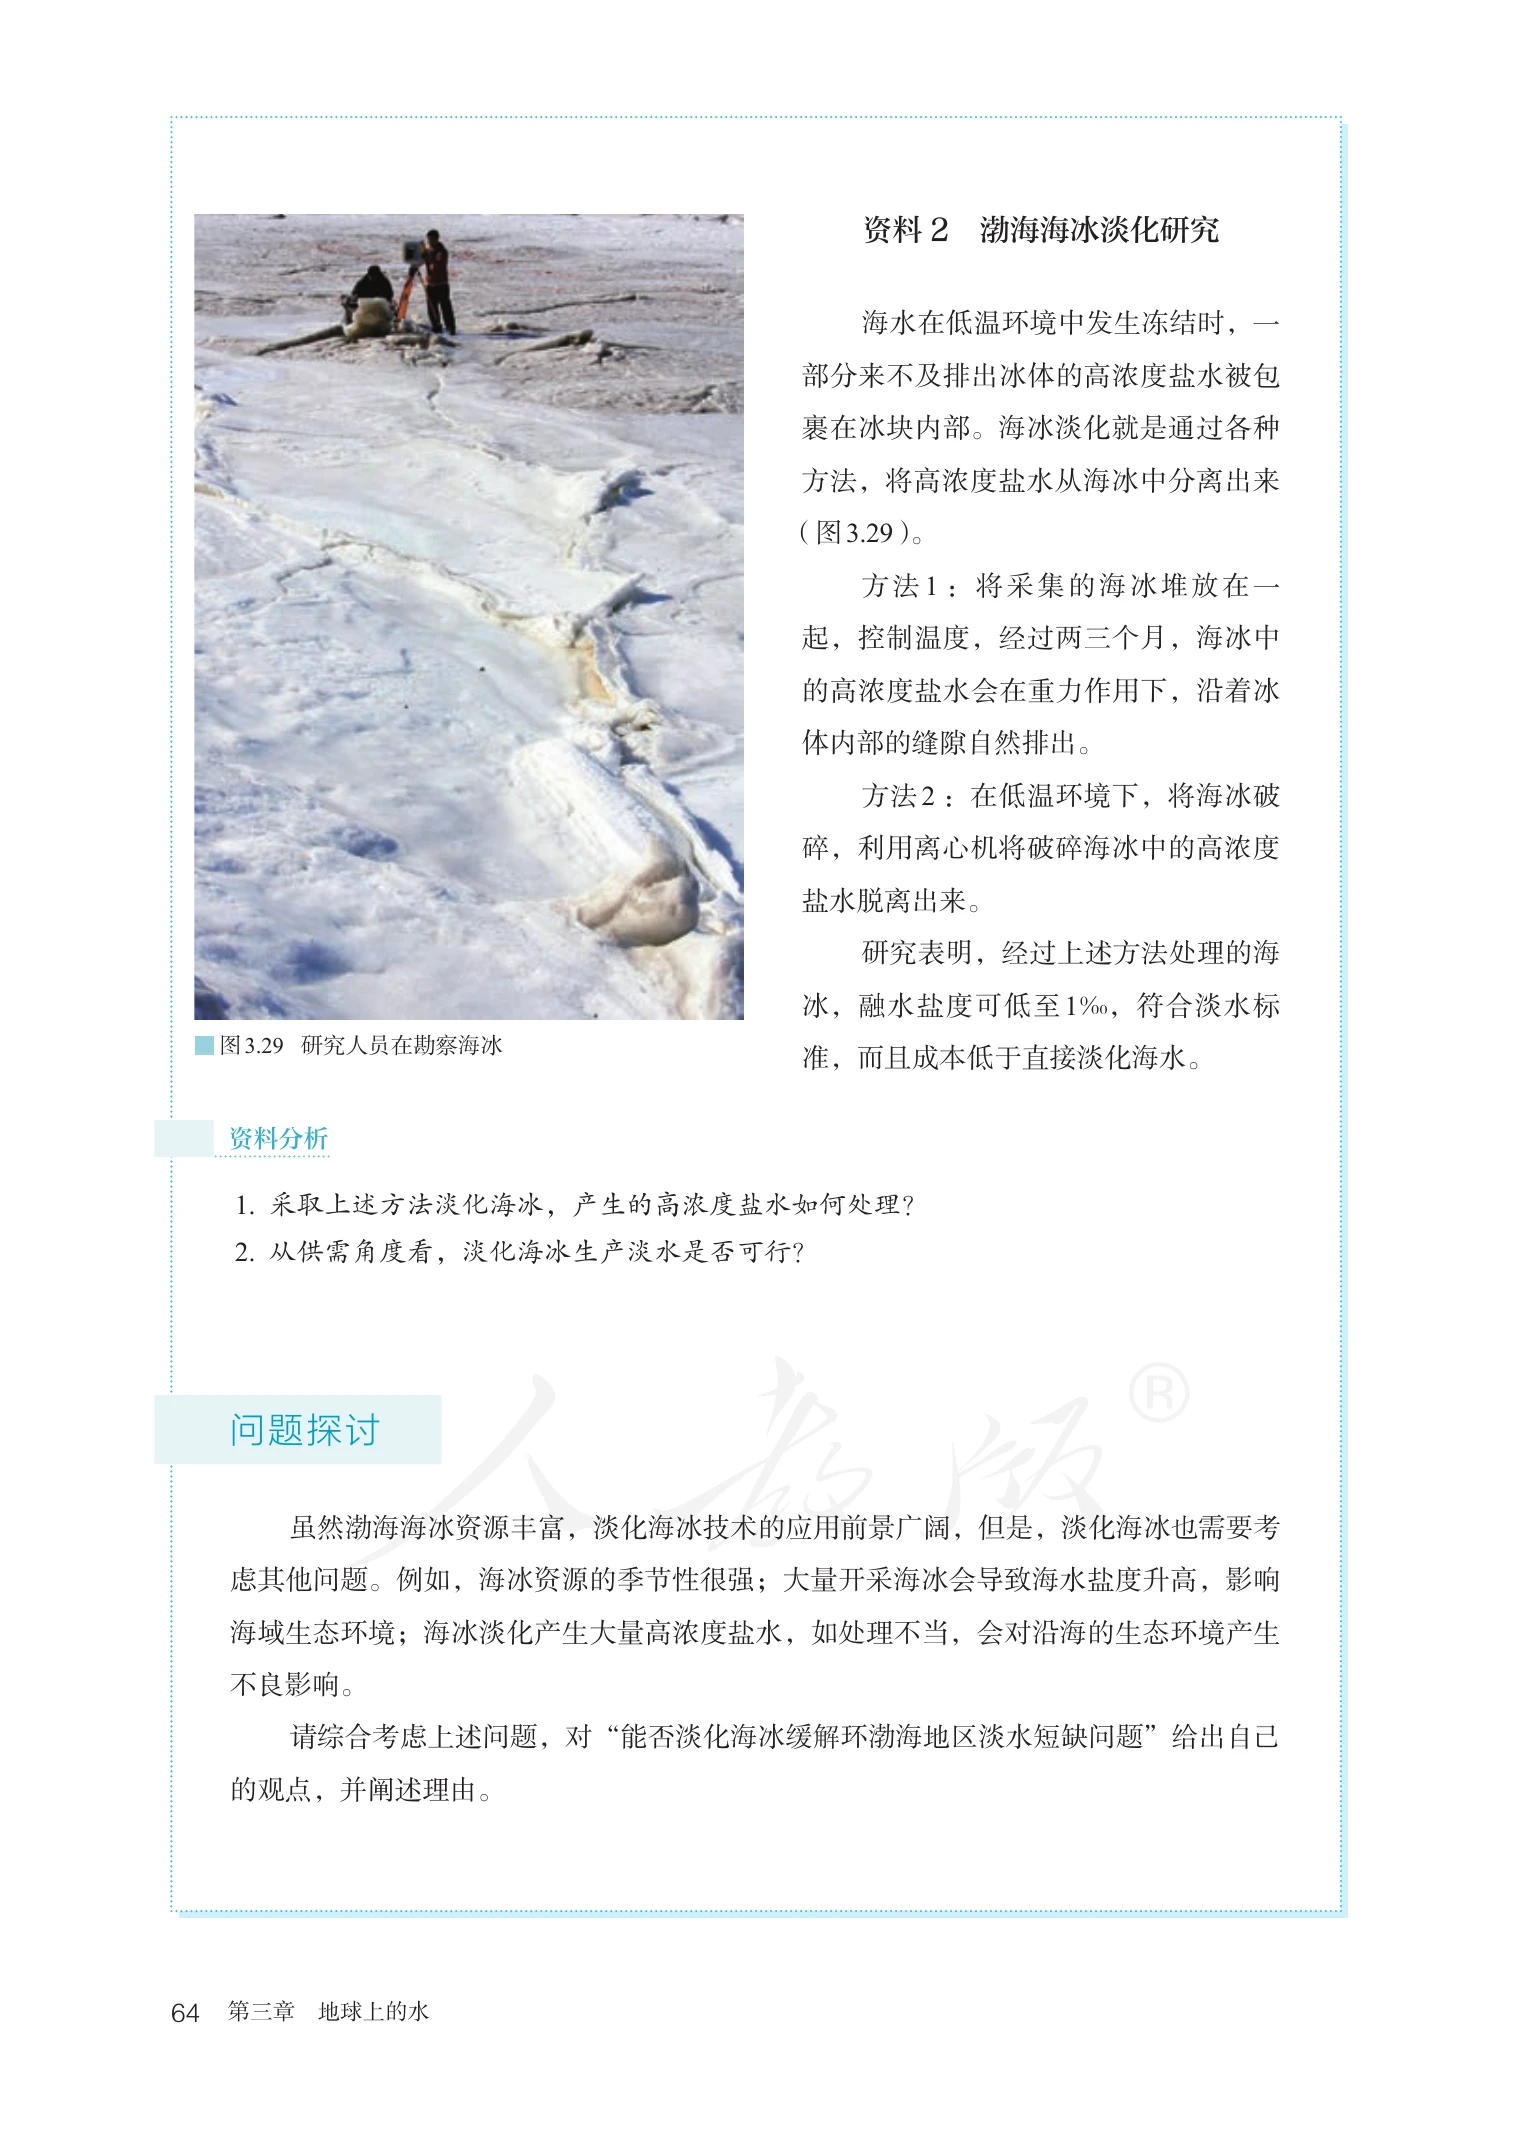 资料 2　渤海海冰淡化研究
海水在低温环境中发生冻结时，一
部分来不及排出冰体的高浓度盐水被包
裹在冰块内部。海冰淡化就是通过各种
方法，将高浓度盐水从海冰中分离出来
（图3.29）。
方法1：将采集的海冰堆放在一
起，控制温度，经过两三个月，海冰中
的高浓度盐水会在重力作用下，沿着冰
体内部的缝隙自然排出。
方法2：在低温环境下，将海冰破
碎，利用离心机将破碎海冰中的高浓度
盐水脱离出来。
研究表明，经过上述方法处理的海
冰，融水盐度可低至1‰，符合淡水标
准，而且成本低于直接淡化海水。
图3.29 研究人员在勘察海冰
资料分析
1. 采取上述方法淡化海冰，产生的高浓度盐水如何处理？
2. 从供需角度看，淡化海冰生产淡水是否可行？
人教版®
问题探讨
虽然渤海海冰资源丰富，淡化海冰技术的应用前景广阔，但是，淡化海冰也需要考
虑其他问题。例如，海冰资源的季节性很强；大量开采海冰会导致海水盐度升高，影响
海域生态环境；海冰淡化产生大量高浓度盐水，如处理不当，会对沿海的生态环境产生
不良影响。
请综合考虑上述问题，对“能否淡化海冰缓解环渤海地区淡水短缺问题”给出自己
的观点，并阐述理由。
64 第三章　地球上的水